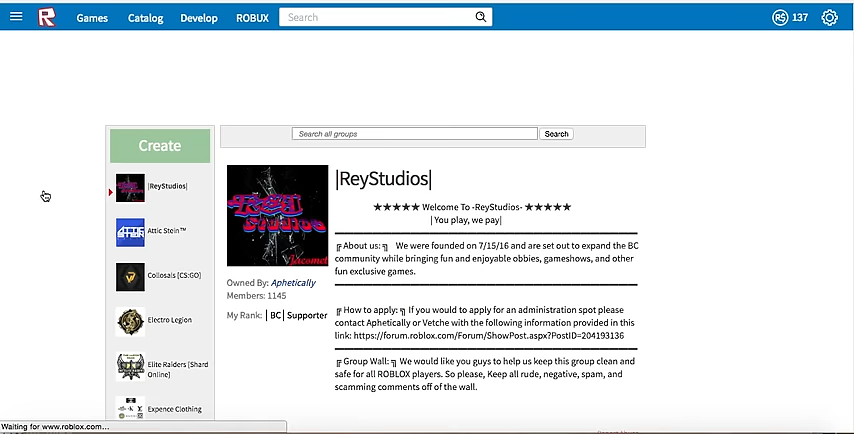 Games Catalog Develop ROBUX Search 137
Search all groups Search
Create
|ReyStudios|
Attic Stein™
Collosals [CS:GO]
Electro Legion
Elite Raiders [Shard
Online]
Expence Clothing
Rey
Studios
Jacomet
Owned By: Aphetically
Members: 1145
My Rank: | BC | Supporter
|ReyStudios|
★★★★★ Welcome To -ReyStudios- ★★★★★
| You play, we pay|
╔ About us: ╗ We were founded on 7/15/16 and are set out to expand the BC
community while bringing fun and enjoyable obbies, gameshows, and other
fun exclusive games.
╔ How to apply: ╗ If you would to apply for an administration spot please
contact Aphetically or Vetche with the following information provided in this
link: https://forum.roblox.com/Forum/ShowPost.aspx?PostID=204193136
╔ Group Wall: ╗ We would like you guys to help us keep this group clean and
safe for all ROBLOX players. So please, Keep all rude, negative, spam, and
scamming comments off of the wall.
Waiting for www.roblox.com...